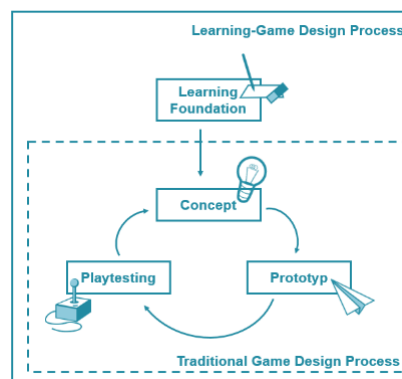 Learning-Game Design Process
Learning
Foundation
Concept
Playtesting
Prototyp
Traditional Game Design Process